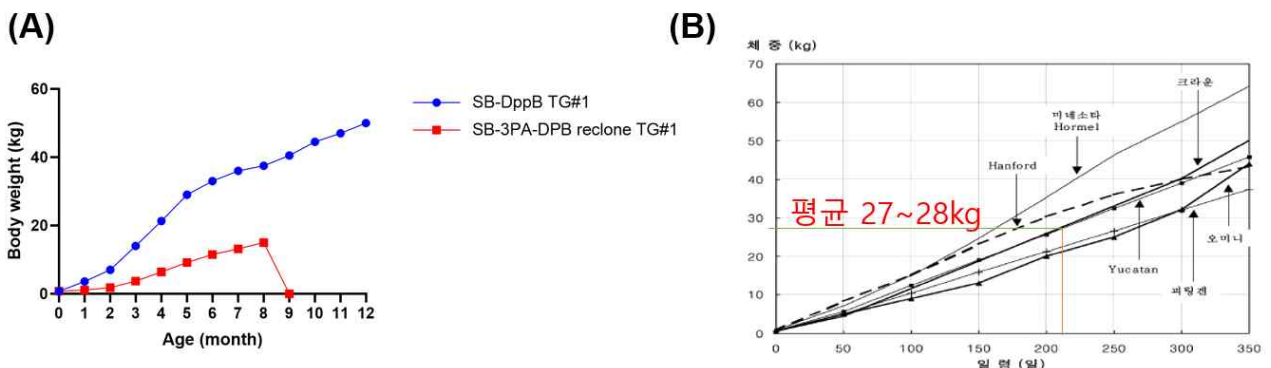 (A)
60
40
20
0
Body weight (kg)
0 1 2 3 4 5 6 7 8 9 10 11 12
Age (month)
SB-DppB TG#1
SB-3PA-DPB reclone TG#1
(B)
체 중 (kg)
70
60
50
40
30
20
10
0
크라운
미네소타
Hormel
Hanford
평균 27~28kg
오미니
Yucatan
피팅겐
0 50 100 150 200 250 300 350
일 령 (일)